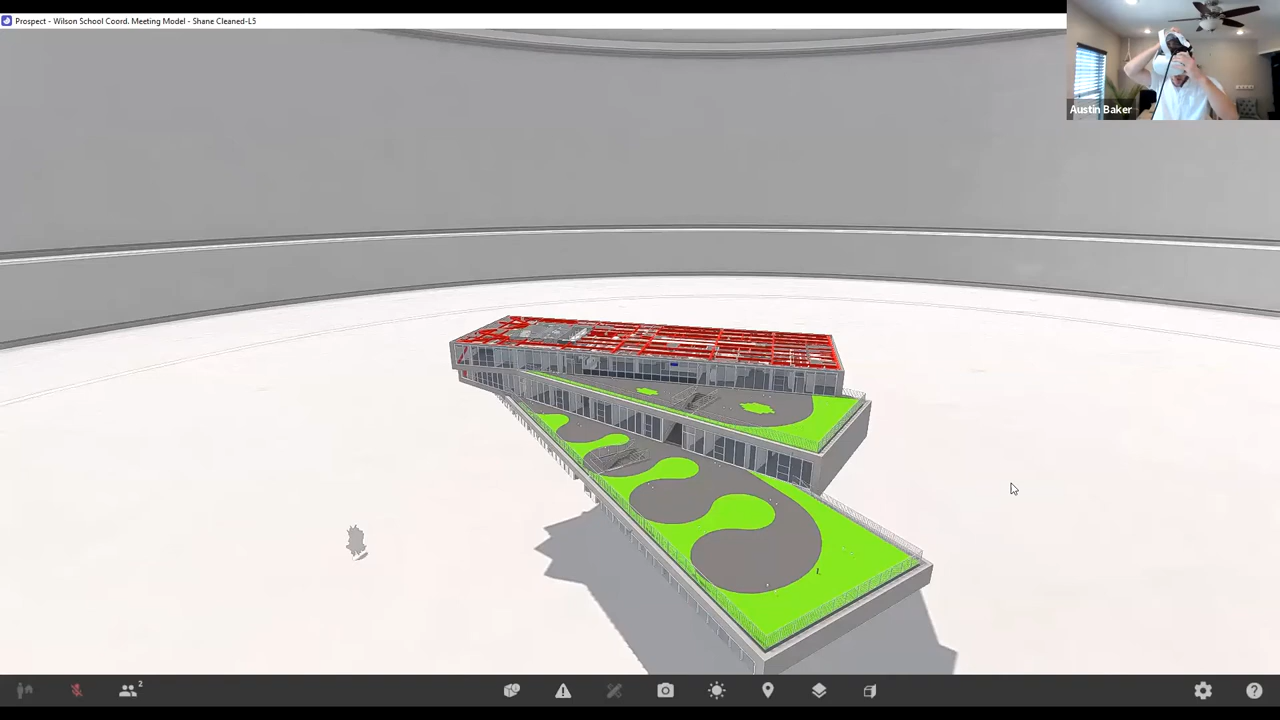 Prospect - Wilson School Coord. Meeting Model - Shane Cleaned-L5
Austin Baker
2